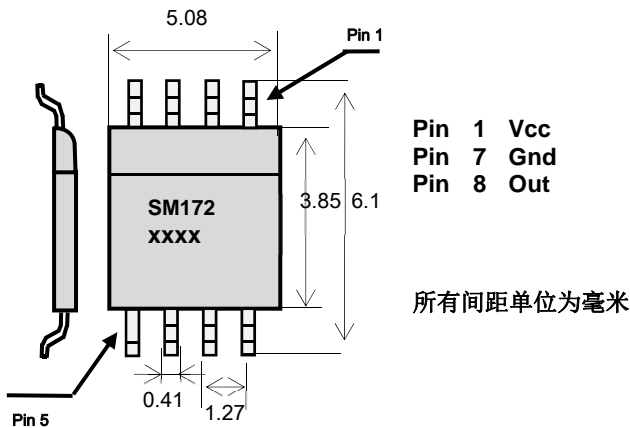 5.08
Pin 1
Pin 1 Vcc
Pin 7 Gnd
Pin 8 Out
SM172
XXXX
3.85 6.1
所有间距单位为毫米
0.41
1.27
Pin 5